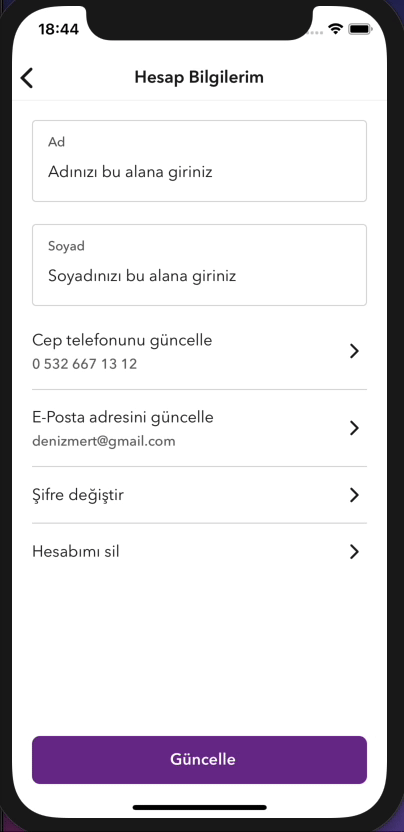 18:44
Hesap Bilgilerim
Ad
Adınızı bu alana giriniz
Soyad
Soyadınızı bu alana giriniz
Cep telefonunu güncelle
0 532 667 13 12
E-Posta adresini güncelle
denizmert@gmail.com
Şifre değiştir
Hesabımı sil
Güncelle